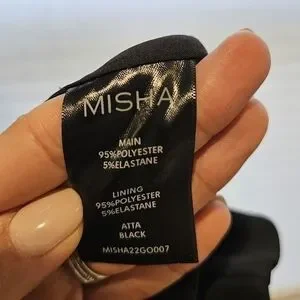 MISHA
MAIN
95%POLYESTER
5%ELASTANE
LINING
95%POLYESTER
5%ELASTANE
ATTA
BLACK
MISHA22GO007